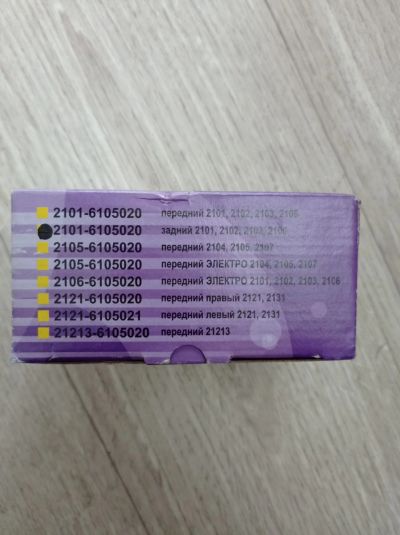 2101-6105020 передний 2101, 2102, 2103, 2106
2101-6105020 задний 2101, 2102, 2103, 2106
2105-6105020 передний 2104, 2105, 2107
2105-6105020 передний ЭЛЕКТРО 2104, 2105, 2107
2106-6105020 передний ЭЛЕКТРО 2101, 2102, 2103, 2106
2121-6105020 передний правый 2121, 2131
2121-6105021 передний левый 2121, 2131
21213-6105020 передний 21213